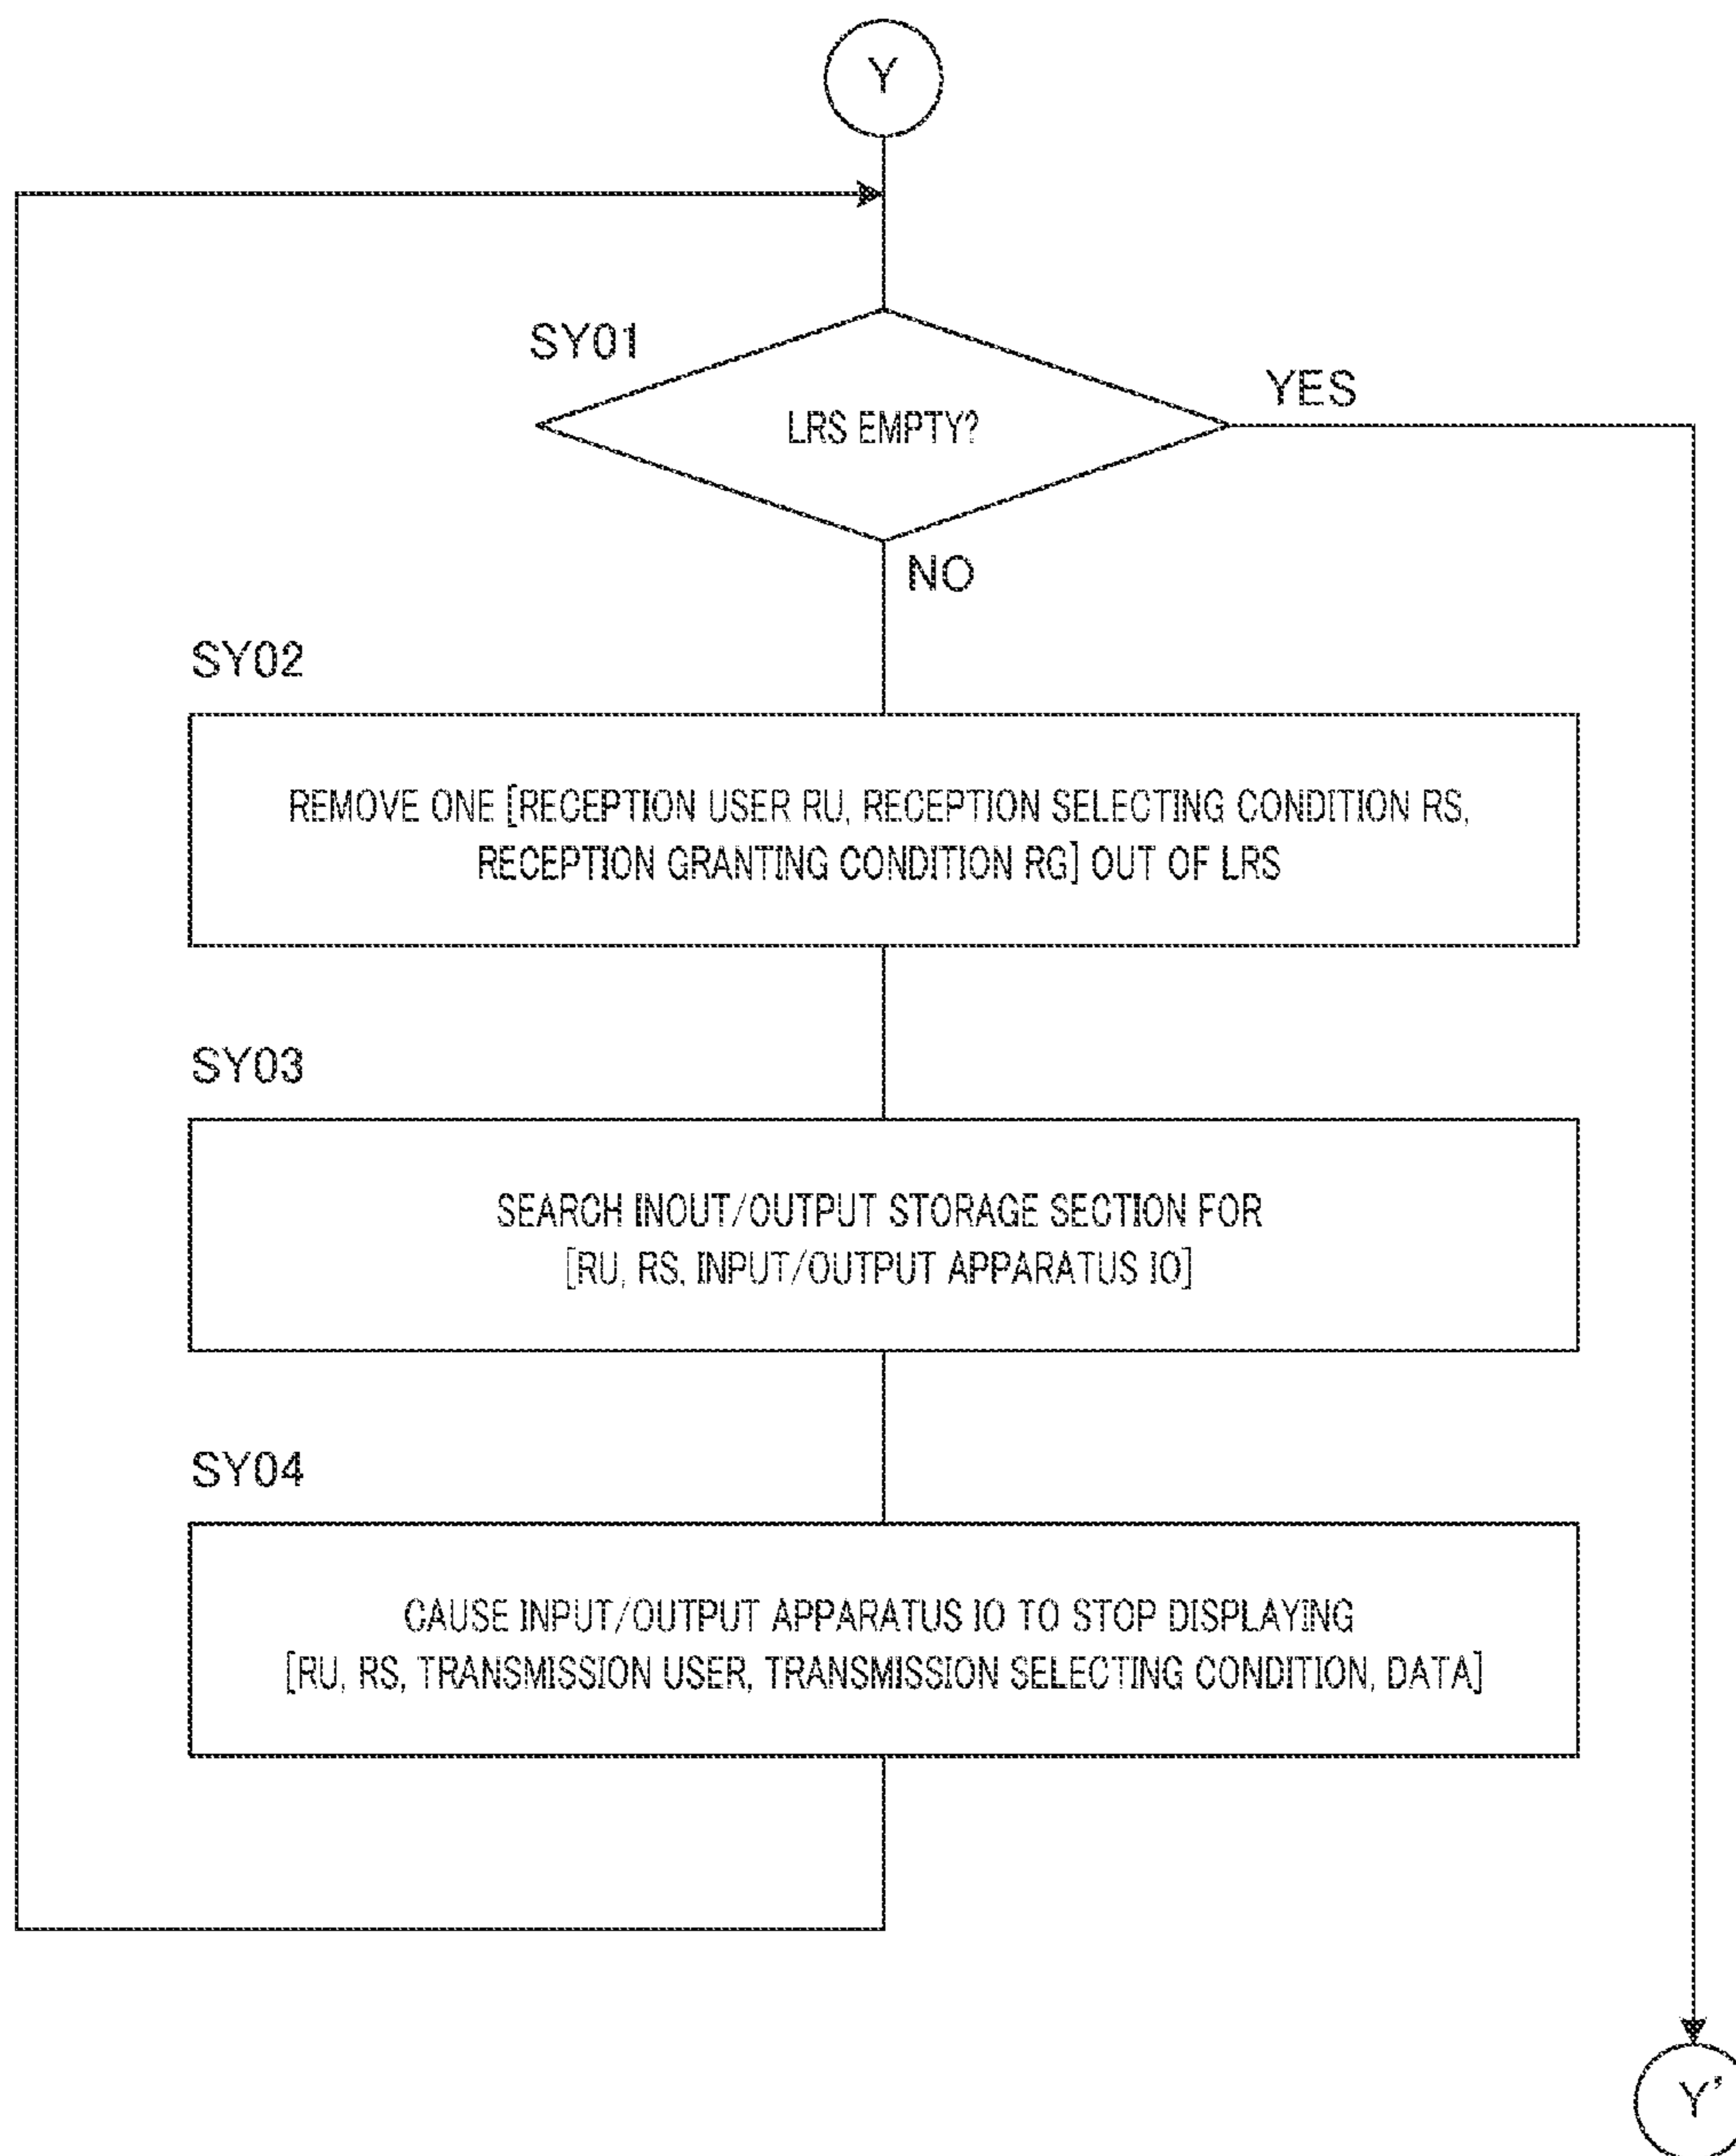 Y
SY01
LRS EMPTY?
YES
NO
SY02
REMOVE ONE [RECEPTION USER RU, RECEPTION SELECTING CONDITION RS,
RECEPTION GRANTING CONDITION RG] OUT OF LRS
SY03
SEARCH INOUT/OUTPUT STORAGE SECTION FOR
[RU, RS, INPUT/OUTPUT APPARATUS IO]
SY04
CAUSE INPUT/OUTPUT APPARATUS IO TO STOP DISPLAYING
[RU, RS, TRANSMISSION USER, TRANSMISSION SELECTING CONDITION, DATA]
Y'